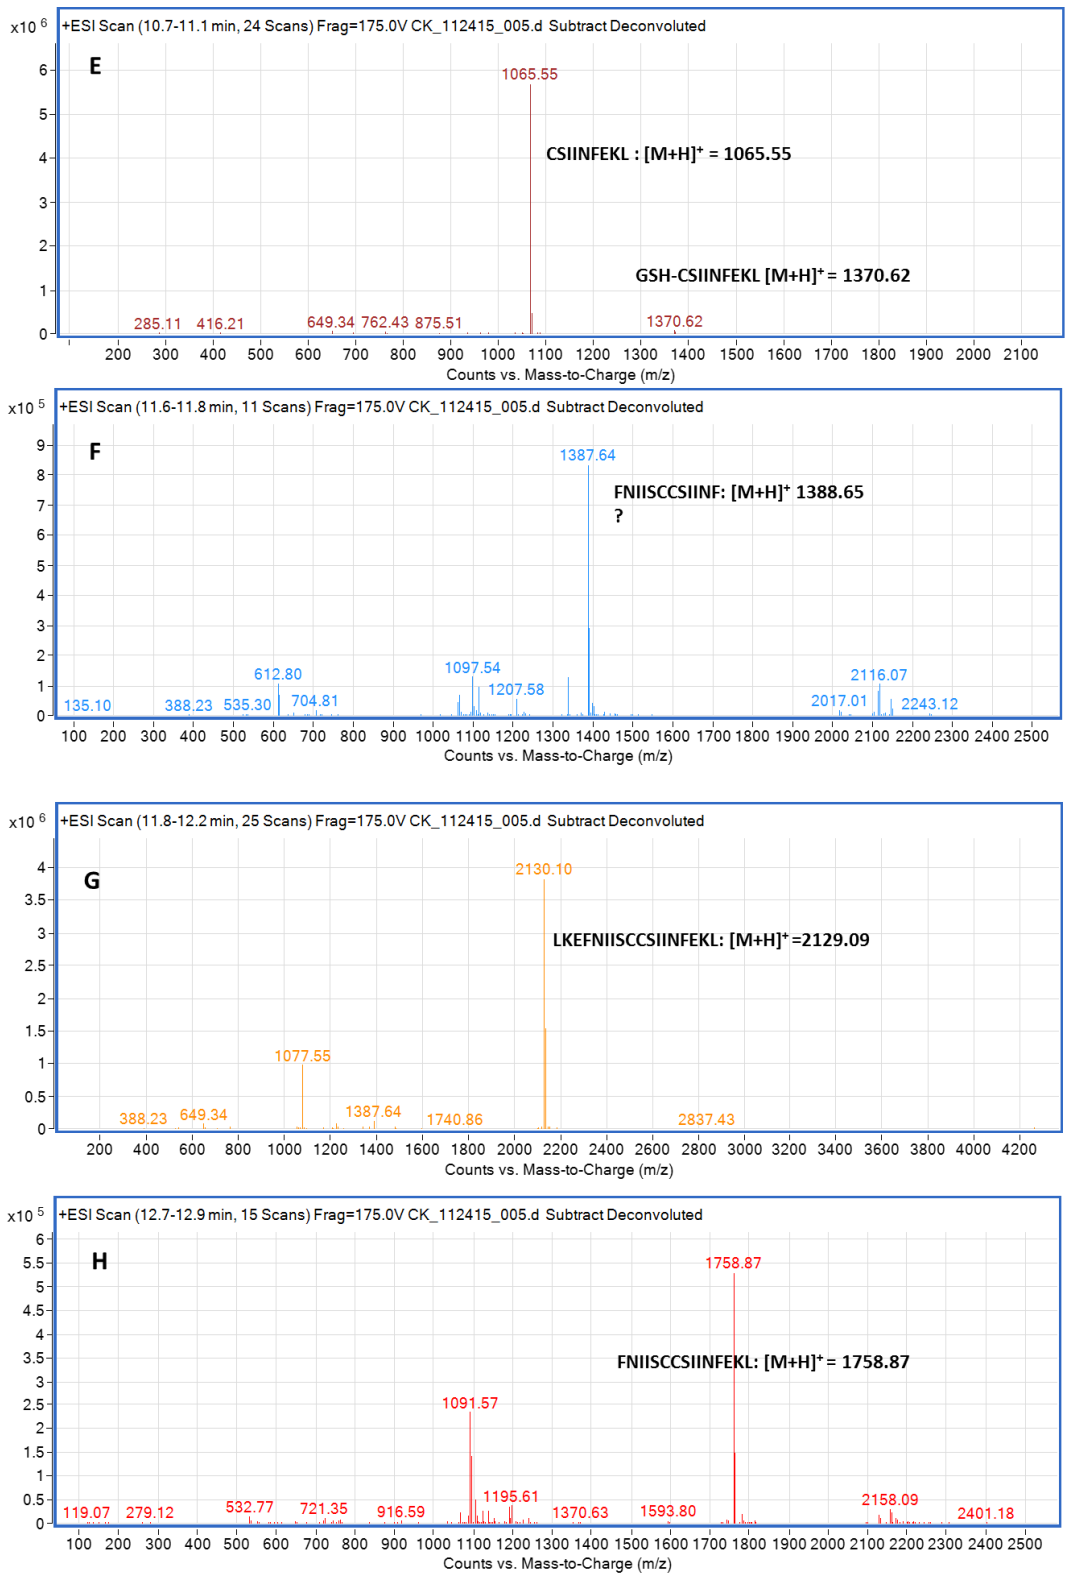 x10 6
+ESI Scan (10.7-11.1 min, 24 Scans) Frag=175.0V CK_112415_005.d Subtract Deconvoluted
E
6
5
4
3
2
1
0
1065.55
CSIINFEKL : [M+H]+ = 1065.55
GSH-CSIINFEKL [M+H]+ = 1370.62
285.11 416.21 649.34 762.43 875.51 1370.62
200 300 400 500 600 700 800 900 1000 1100 1200 1300 1400 1500 1600 1700 1800 1900 2000 2100
Counts vs. Mass-to-Charge (m/z)
x10 5
+ESI Scan (11.6-11.8 min, 11 Scans) Frag=175.0V CK_112415_005.d Subtract Deconvoluted
F
9
8
7
6
5
4
3
2
1
0
1387.64
FNIISCCSIINF: [M+H]+ 1388.65
?
612.80 1097.54 2116.07
135.10 388.23 535.30 704.81 1207.58 2017.01 2243.12
100 200 300 400 500 600 700 800 900 1000 1100 1200 1300 1400 1500 1600 1700 1800 1900 2000 2100 2200 2300 2400 2500
Counts vs. Mass-to-Charge (m/z)
x10 6
+ESI Scan (11.8-12.2 min, 25 Scans) Frag=175.0V CK_112415_005.d Subtract Deconvoluted
G
4
3.5
3
2.5
2
1.5
1
0.5
0
2130.10
LKEFNIISCCSIINFEKL: [M+H]+ =2129.09
1077.55
388.23 649.34 1387.64 1740.86 2837.43
200 400 600 800 1000 1200 1400 1600 1800 2000 2200 2400 2600 2800 3000 3200 3400 3600 3800 4000 4200
Counts vs. Mass-to-Charge (m/z)
x10 5
+ESI Scan (12.7-12.9 min, 15 Scans) Frag=175.0V CK_112415_005.d Subtract Deconvoluted
H
6
5.5
5
4.5
4
3.5
3
2.5
2
1.5
1
0.5
0
1758.87
FNIISCCSIINFEKL: [M+H]+ = 1758.87
1091.57
119.07 279.12 532.77 721.35 916.59 1195.61 1370.63 1593.80 2158.09 2401.18
100 200 300 400 500 600 700 800 900 1000 1100 1200 1300 1400 1500 1600 1700 1800 1900 2000 2100 2200 2300 2400 2500
Counts vs. Mass-to-Charge (m/z)